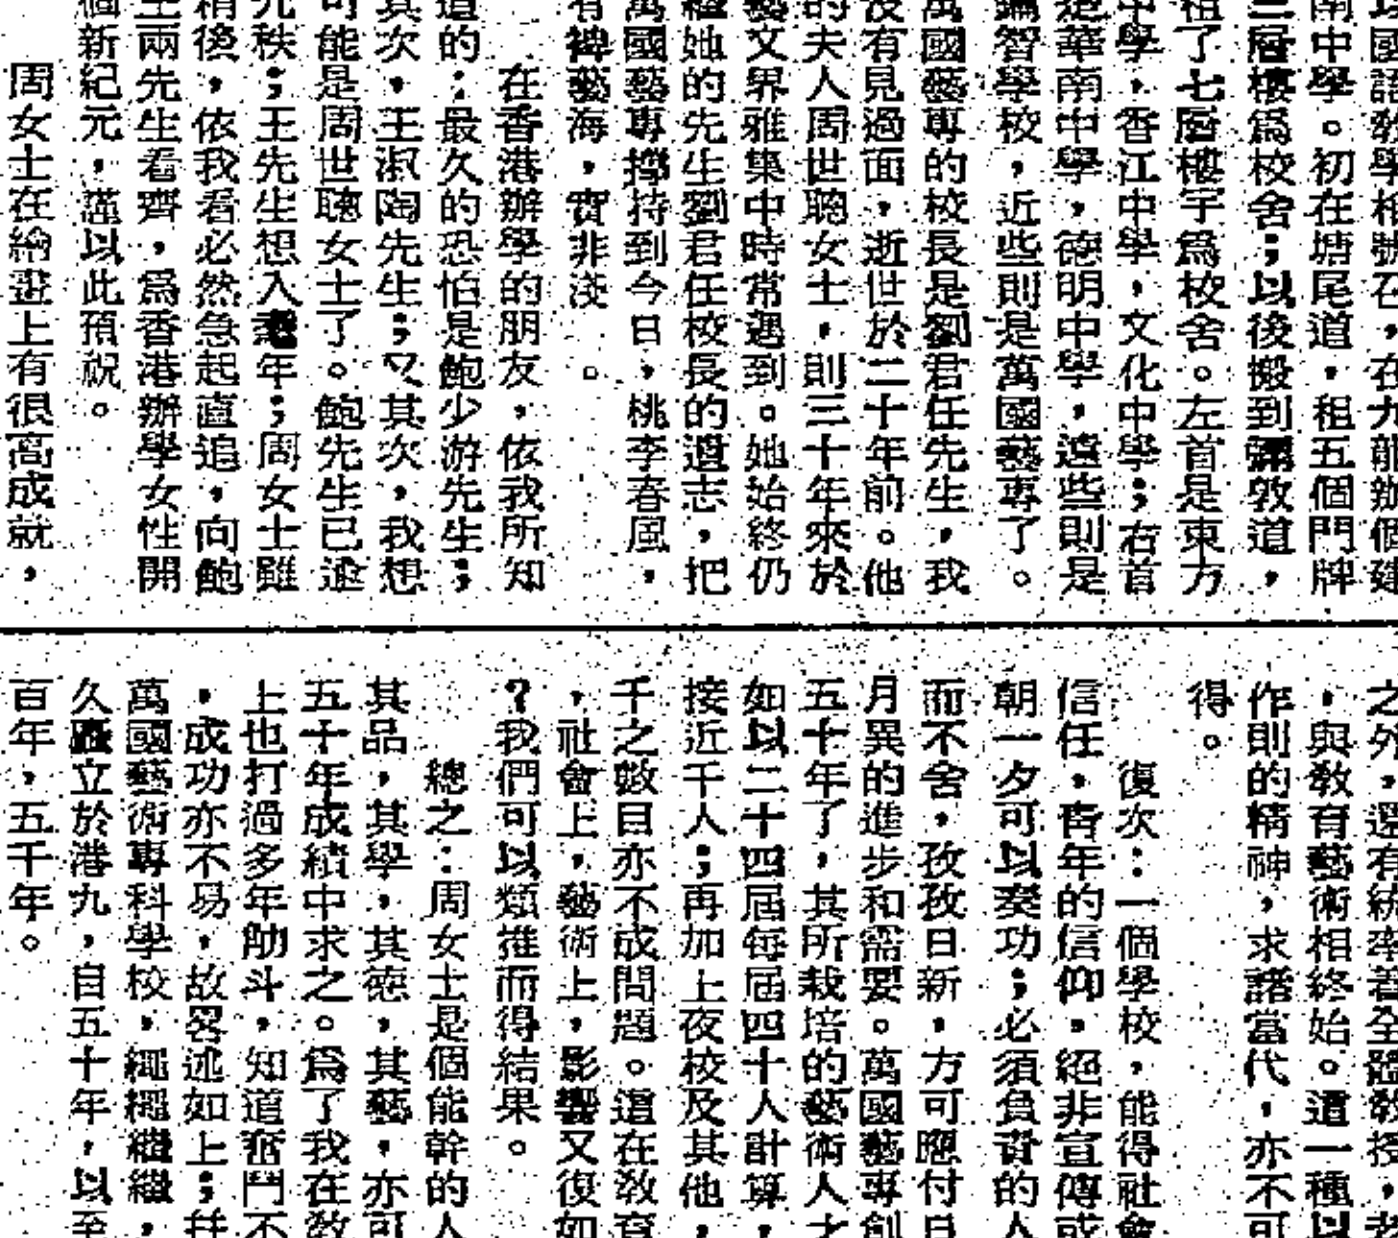 以國語教學相號召，在九龍辦個建
南中學。初在塘尾道，租五個門牌
三層樓爲校舍；以後搬到彌敦道，
租了七層樓宇爲校舍。左首是東方
中學，香江中學，文化中學；右首
是華南中學，德明中學，遠些則是
鑰智學校，近些則是萬國藝專了。
萬國藝專的校長是劉君任先生，我
沒有見過面，逝世於二十年前。他
的夫人周世聰女士，則三十年來於
藝文界雅集中時常遇到。她始終仍
繼她的先生劉君任校長的遺志，把
萬國藝專撐持到今日，桃李春風，
有裨藝海，實非淺。
在香港辦學的朋友，依我所知
道的：最久的恐怕是鮑少游先生；
其次，王淑陶先生；又其次，我想
可能是周世聰女士了。鮑先生已逾
九秩；王先生想入耄年；周女士雖
稍後，依我看必然急起直追，向鮑
王兩先生看齊，爲香港辦學女性開
個新紀元，謹以此預祝。
周女士在繪畫上有很高成就，
之外，還有統率着全體教授，老
，與教育藝術相終始。這一種以
作則的精神，求諸當代，亦不可
得。
復次：一個學校，能得社會
信任，青年的信仰，絕非宣傳或
朝一夕可以奏功；必須負責的人
而不舍，孜孜日新，方可應付日
月異的進步和需要。萬國藝專創
五十年了，其所栽培的藝術人才
如以二十四屆每屆四十人計算，
接近千人；再加上夜校及其他，
千之數目亦不成問題。這在教育
，社會上，藝術上，影響又復如
？我們可以類推而得結果。
總之：周女士是個能幹的人
其品，其學，其德，其藝，亦可
五十年成績中求之。爲了我在教
上也打過多年觔斗，知道奮鬥不
，成功亦不易，故畧述如上；幷
萬國藝術專科學校，繩繩繼繼，
久矗立於港九，自五十年，以至
百年，五千年。